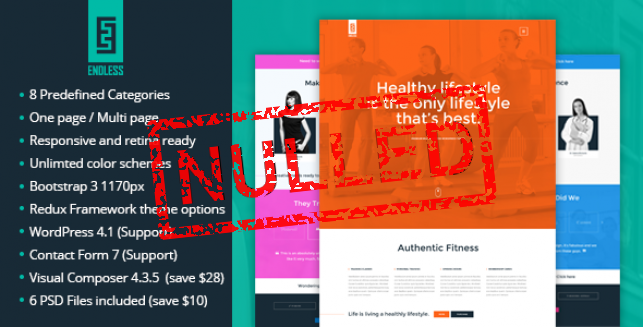 ENDLESS
8 Predefined Categories
One page / Multi page
Responsive and retina ready
Unlimted color schemes
Bootstrap 3 1170px
Redux Framework theme options
WordPress 4.1 (Support)
Contact Form 7 (Support)
Visual Composer 4.3.5 (save $28)
6 PSD Files included (save $10)
NULLED
Healthy lifestyle
is the only lifestyle
that's best.
Authentic Fitness
Life is living a healthy lifestyle.
They Tr
Did We